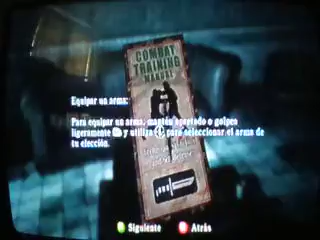 COMBAT
TRAINING
MANUAL
Equipar un arma:
Para equipar un arma, mantén apretado o golpea
ligeramente y utiliza para seleccionar el arma de
tu elección.
A Siguiente B Atrás